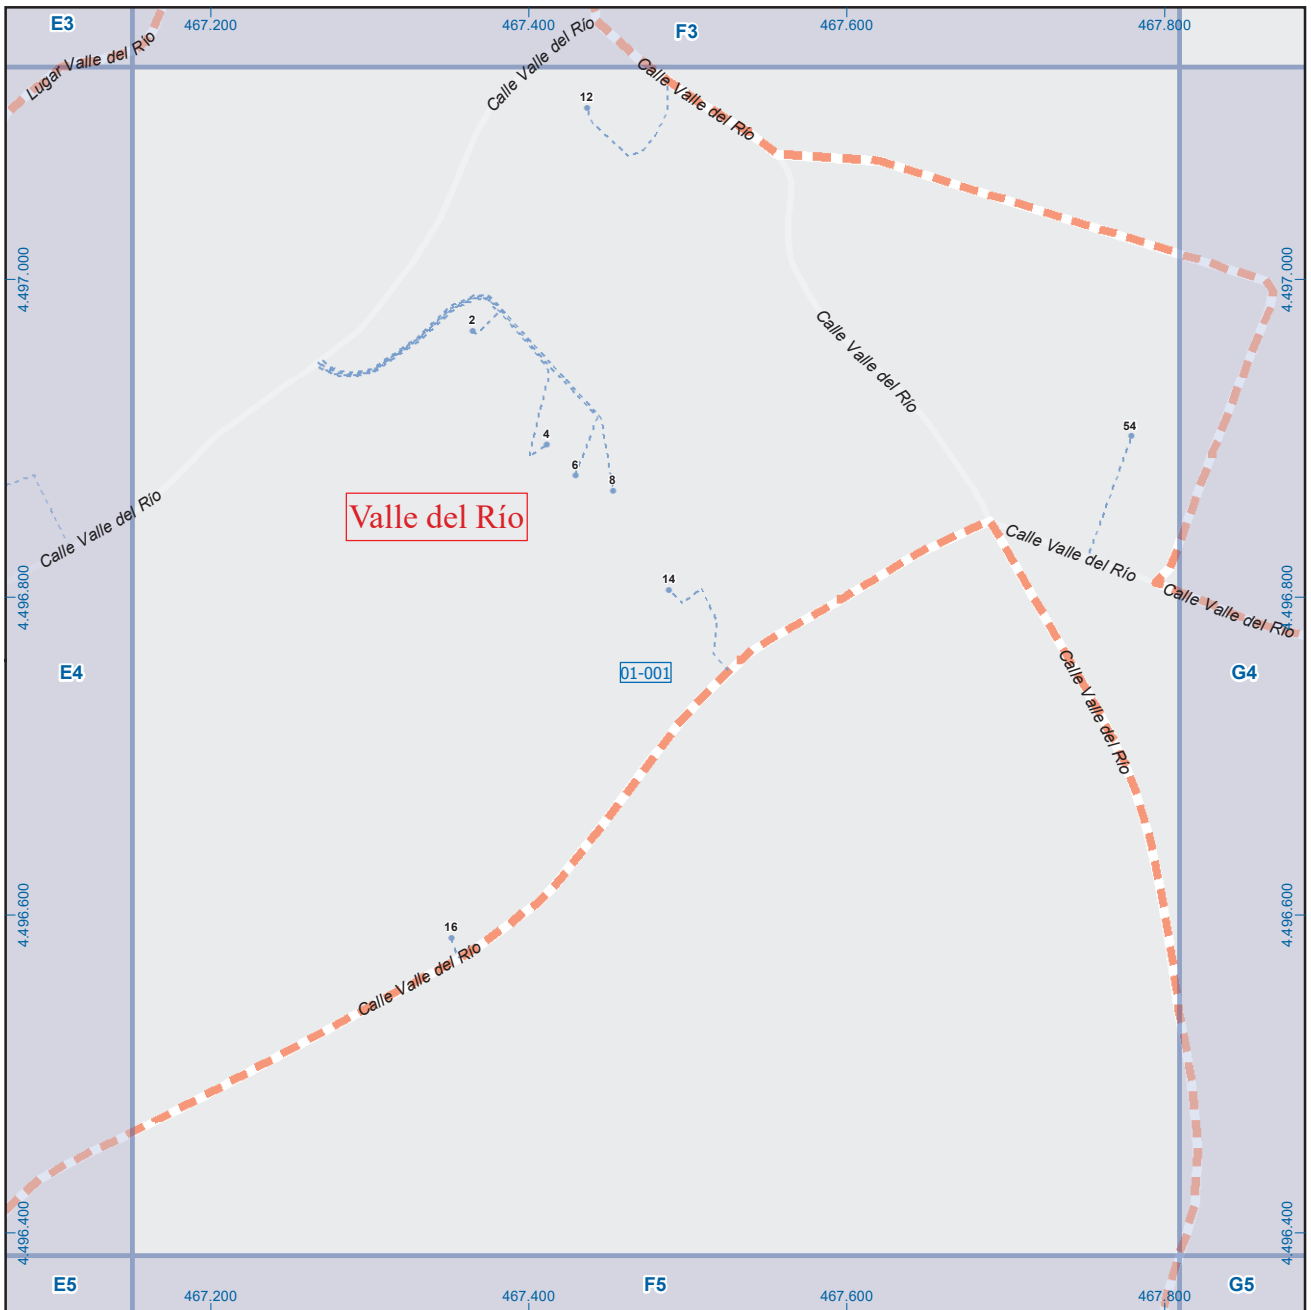 E3
467.200
467.400
F3
467.600
467.800
Lugar Valle del Río
Calle Valle del Río
Calle Valle del Río
12
4.497.000
4.497.000
2
Calle Valle del Río
54
4
6
8
Calle Valle del Río
Valle del Río
Calle Valle del Río
14
4.496.800
4.496.800
Calle Valle del Río
E4
01-001
G4
Calle Valle del Río
4.496.600
4.496.600
16
Calle Valle del Río
4.496.400
4.496.400
E5
467.200
467.400
F5
467.600
467.800
G5